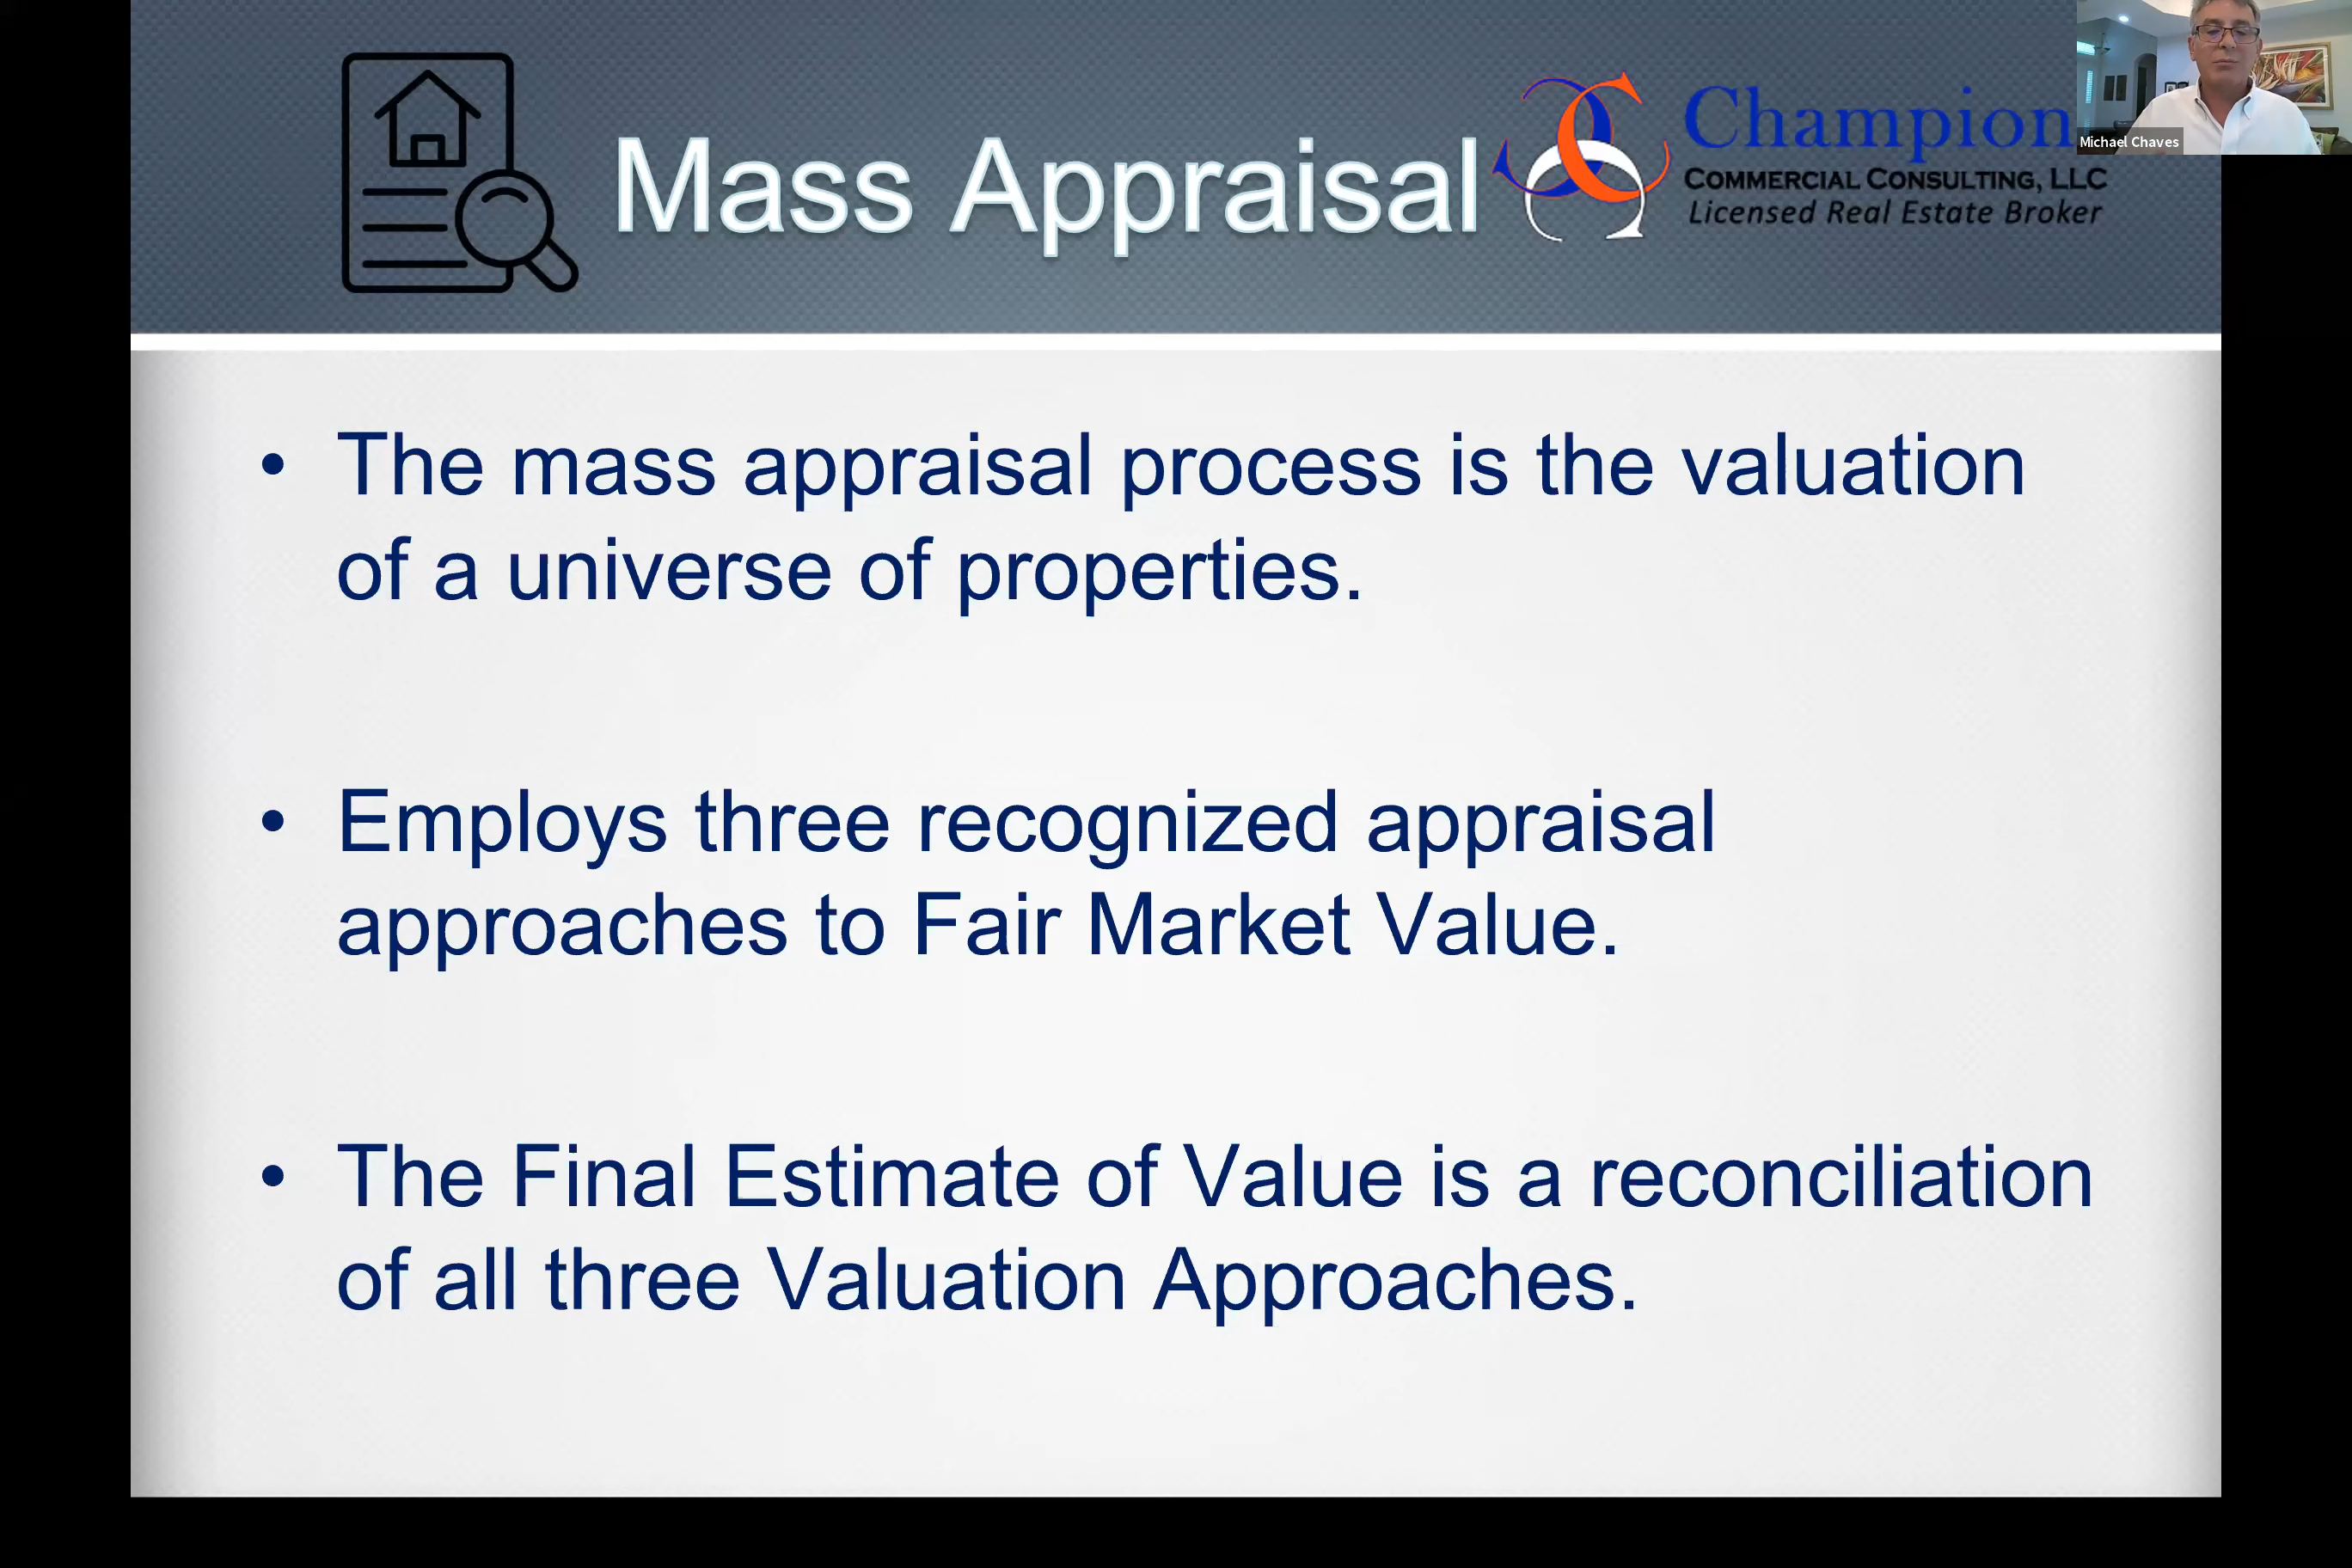 Mass Appraisal
Champion
COMMERCIAL CONSULTING, LLC
Licensed Real Estate Broker
Michael Chaves
• The mass appraisal process is the valuation
of a universe of properties.
• Employs three recognized appraisal
approaches to Fair Market Value.
• The Final Estimate of Value is a reconciliation
of all three Valuation Approaches.